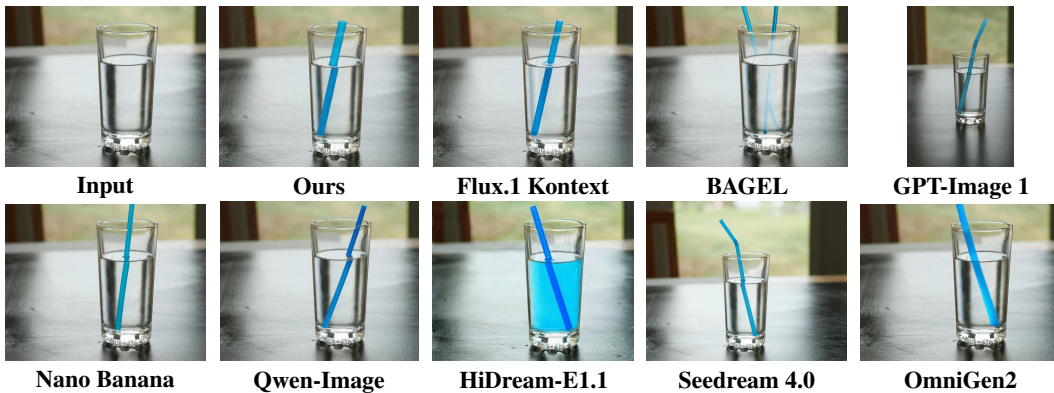 Input
Ours
Flux.1 Kontext
BAGEL
GPT-Image 1
Nano Banana
Qwen-Image
HiDream-E1.1
Seedream 4.0
OmniGen2